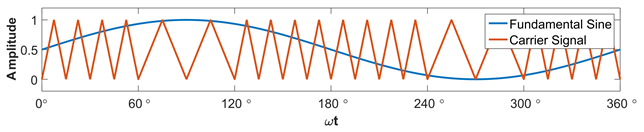 Amplitude
1
0.5
0
Fundamental Sine
Carrier Signal
0° 60° 120° 180° 240° 300° 360°
ωt